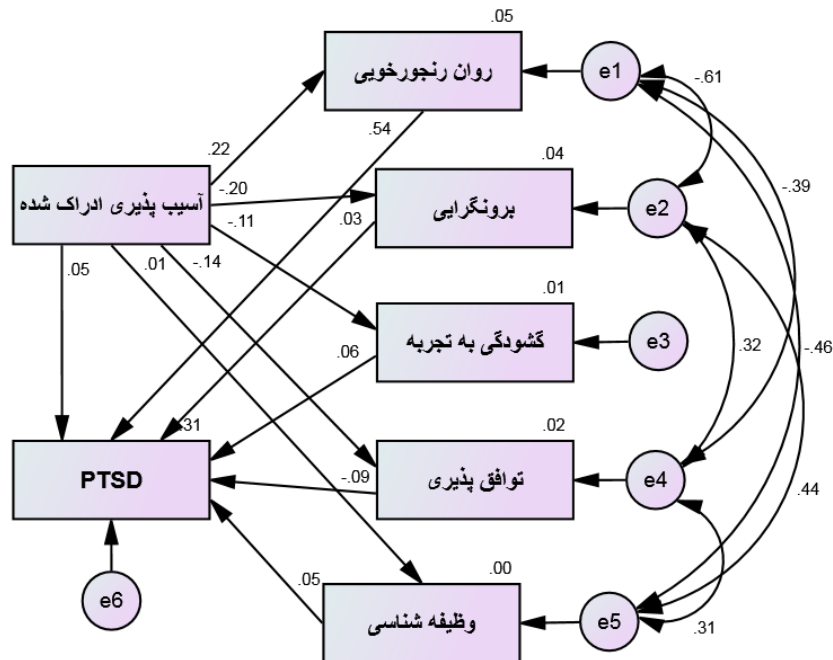 .05
روان رنجورخویی
e1
-.61
.54
.22
.04
-.39
آسیب پذیری ادراک شده
-.20
برونگرایی
e2
.03
-.11
.05
.01
-.14
.01
گشودگی به تجربه
e3
.32
-.46
.06
.31
.02
PTSD
توافق پذیری
e4
-.09
.44
.00
e6
.05
وظیفه شناسی
e5
.31